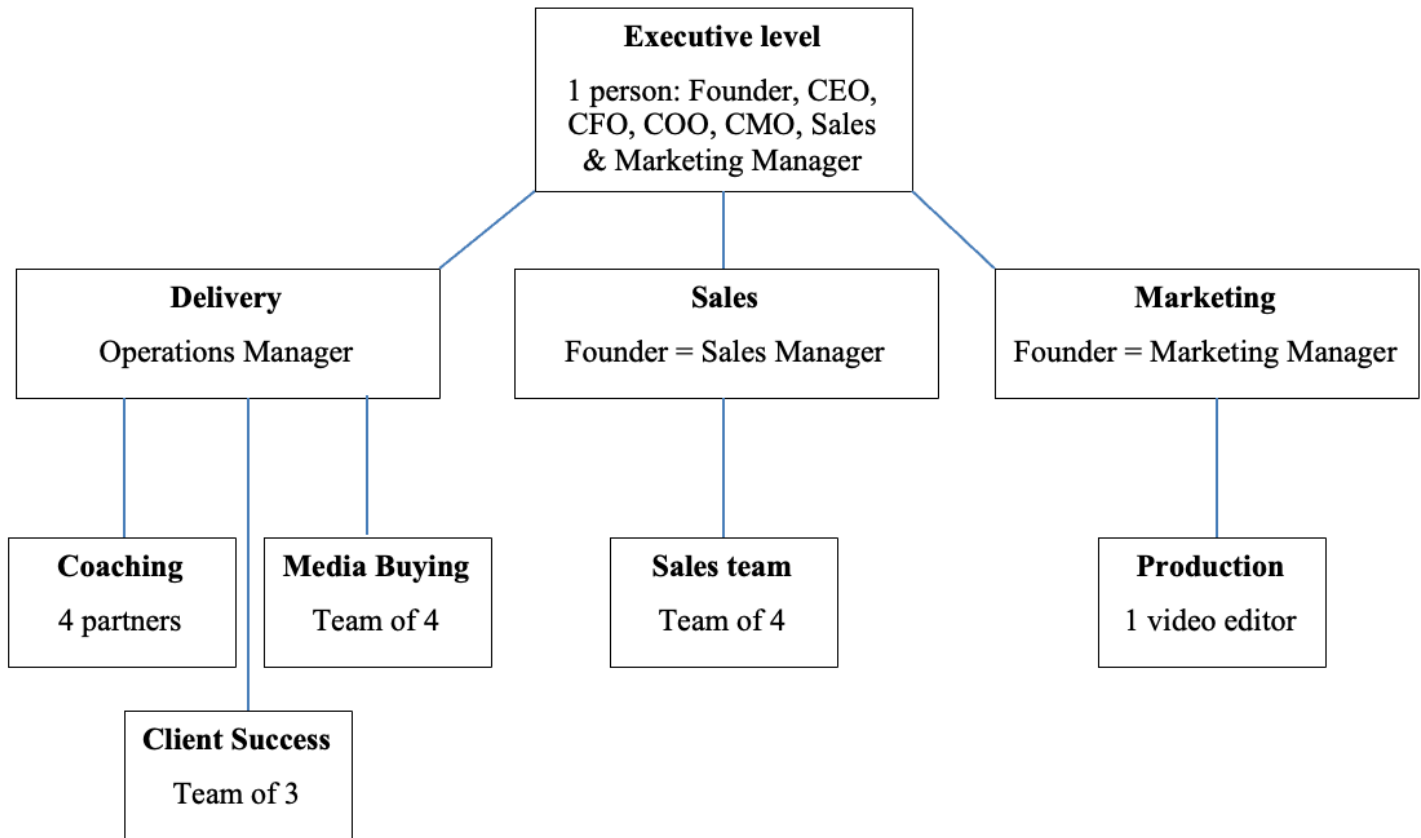 Executive level
1 person: Founder, CEO,
CFO, COO, CMO, Sales
& Marketing Manager
Delivery
Operations Manager
Sales
Founder = Sales Manager
Marketing
Founder = Marketing Manager
Coaching
4 partners
Media Buying
Team of 4
Sales team
Team of 4
Production
1 video editor
Client Success
Team of 3